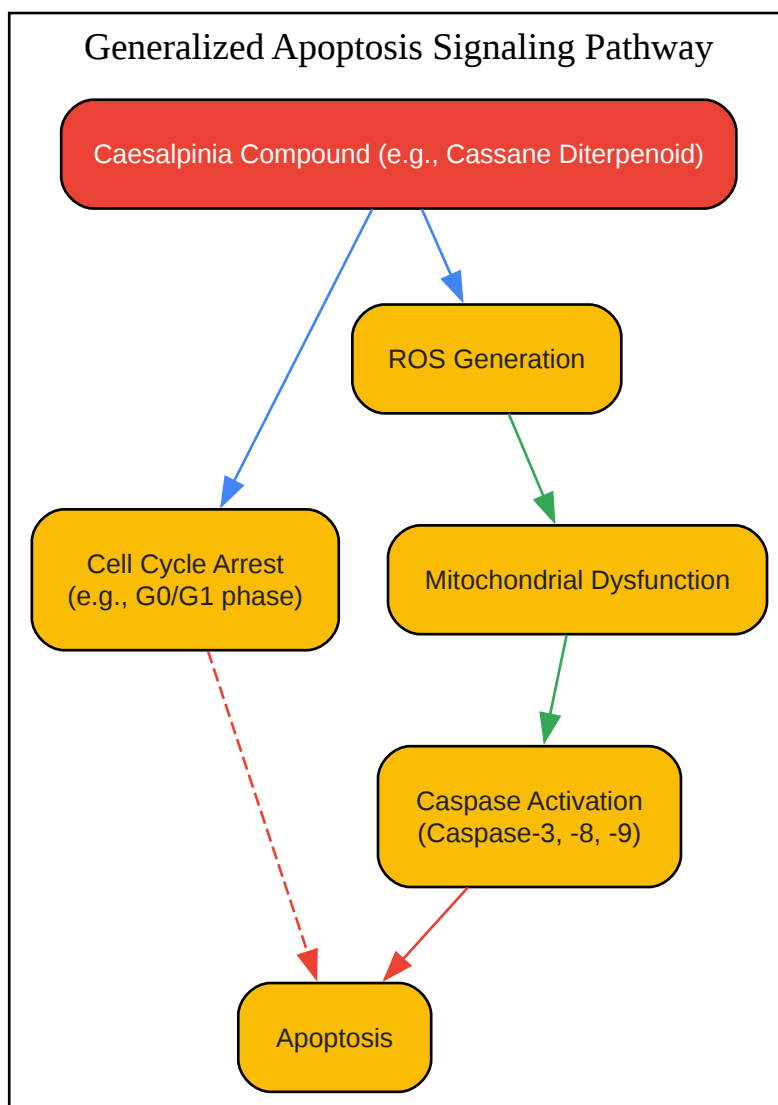 Generalized Apoptosis Signaling Pathway
Caesalpinia Compound (e.g., Cassane Diterpenoid)
ROS Generation
Cell Cycle Arrest
(e.g., G0/G1 phase)
Mitochondrial Dysfunction
Caspase Activation
(Caspase-3, -8, -9)
Apoptosis